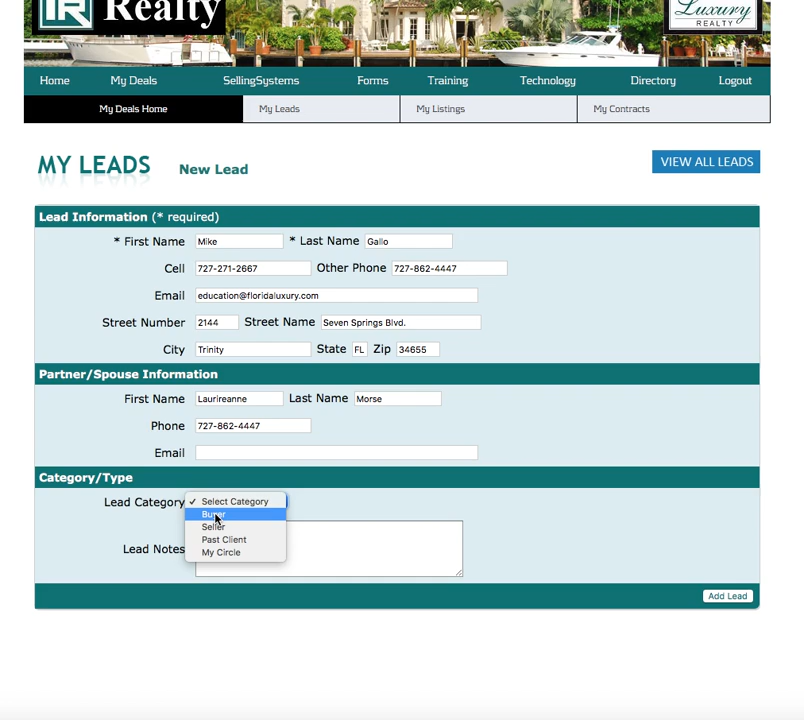 Realty
Luxury
REALTY
Home My Deals SellingSystems Forms Training Technology Directory Logout
My Deals Home My Leads My Listings My Contracts
MY LEADS New Lead VIEW ALL LEADS
Lead Information (* required)
* First Name Mike * Last Name Gallo
Cell 727-271-2667 Other Phone 727-862-4447
Email education@floridaluxury.com
Street Number 2144 Street Name Seven Springs Blvd.
City Trinity State FL Zip 34655
Partner/Spouse Information
First Name Laurireanne Last Name Morse
Phone 727-862-4447
Email
Category/Type
Lead Category ✓ Select Category
Buyer
Seller
Past Client
My Circle
Lead Notes
Add Lead